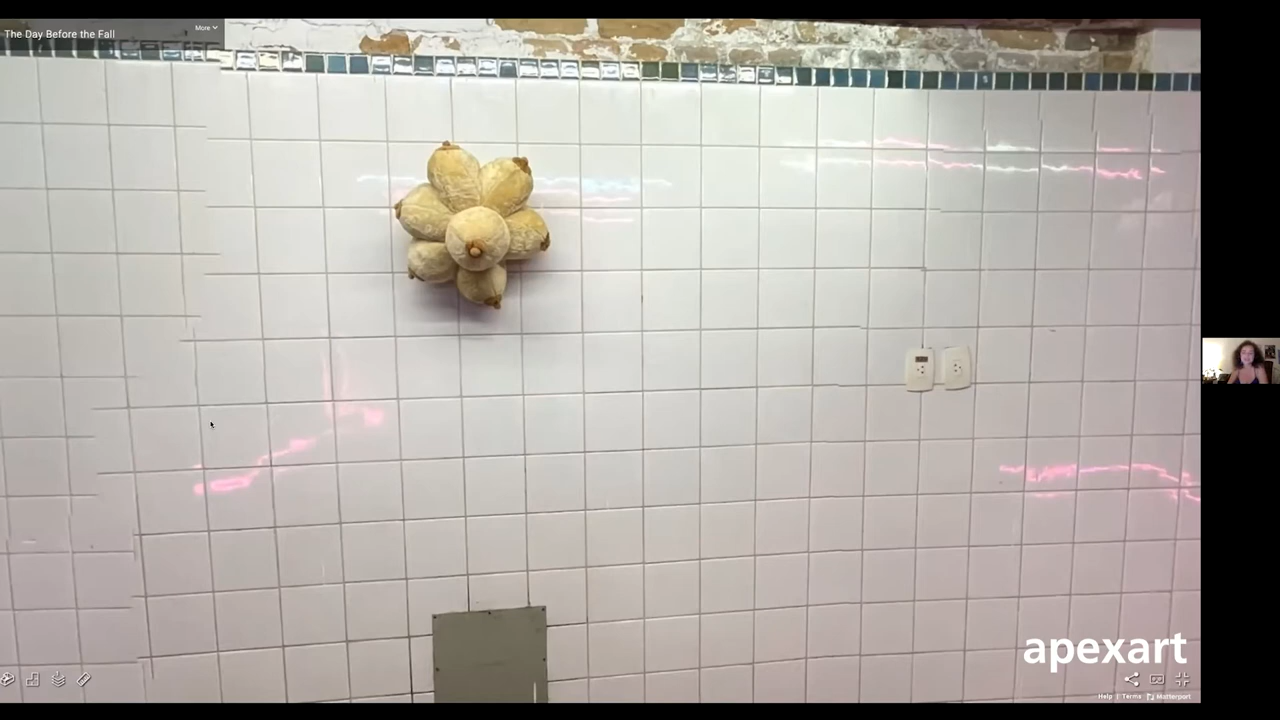 The Day Before the Fall
More
apexart
Help | Terms | Matterport